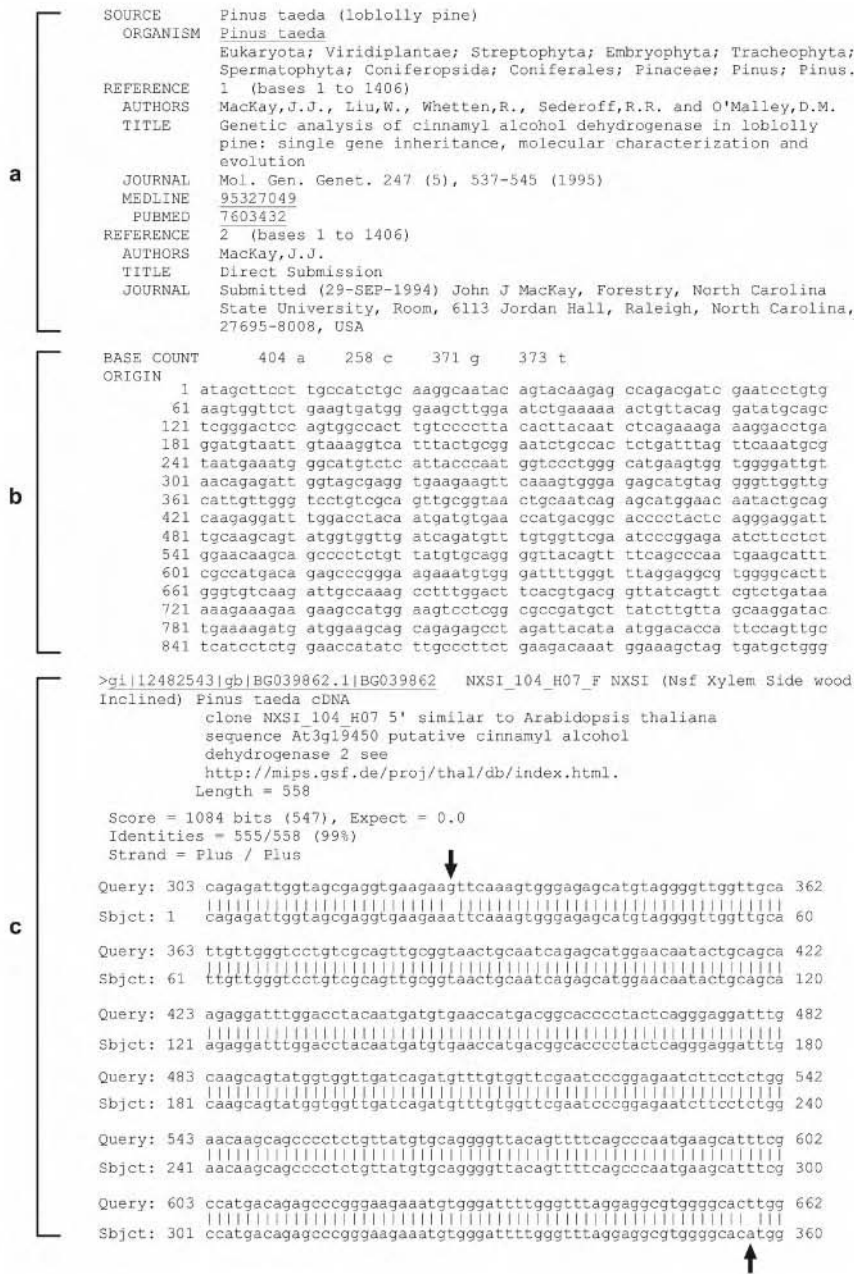 SOURCE Pinus taeda (loblolly pine)
ORGANISM Pinus taeda
Eukaryota; Viridiplantae; Streptophyta; Embryophyta; Tracheophyta;
Spermatophyta; Coniferopsida; Coniferales; Pinaceae; Pinus; Pinus.
REFERENCE 1 (bases 1 to 1406)
AUTHORS MacKay,J.J., Liu,W., Whetten,R., Sederoff,R.R. and O'Malley,D.M.
TITLE Genetic analysis of cinnamyl alcohol dehydrogenase in loblolly
pine: single gene inheritance, molecular characterization and
evolution
a
JOURNAL Mol. Gen. Genet. 247 (5), 537-545 (1995)
MEDLINE 95327049
PUBMED 7603432
REFERENCE 2 (bases 1 to 1406)
AUTHORS MacKay,J.J.
TITLE Direct Submission
JOURNAL Submitted (29-SEP-1994) John J MacKay, Forestry, North Carolina
State University, Room, 6113 Jordan Hall, Raleigh, North Carolina,
27695-8008, USA
BASE COUNT 404 a 258 c 371 g 373 t
ORIGIN
1 atagcttcct tgccatctgc aaggcaatac agtacaagag ccagacgatc gaatcctgtg
61 aagtggttct gaagtgatgg gaagcttgga atctgaaaaa actgttacag gatatgcagc
121 tcgggactcc agtggccact tgtcccctta cacttacaat ctcagaaaga aaggacctga
181 ggatgtaatt gtaaaggtca tttactgcgg aatctgccac tctgatttag ttcaaatgcg
241 taatgaaatg ggcatgtctc attacccaat ggtccctggg catgaagtgg tggggattgt
301 aacagagatt ggtagcgagg tgaagaagtt caaagtggga gagcatgtag gggttggttg
b
361 cattgttggg tcctgtcgca gttgcggtaa ctgcaatcag agcatggaac aatactgcag
421 caagaggatt tggacctaca atgatgtgaa ccatgacggc acccctactc agggaggatt
481 tgcaagcagt atggtggttg atcagatgtt tgtggttcga atcccggaga atcttcctct
541 ggaacaagca gcccctctgt tatgtgcagg ggttacagtt ttcagcccaa tgaagcattt
601 cgccatgaca gagcccggga agaaatgtgg gattttgggt ttaggaggcg tggggcactt
661 gggtgtcaag attgccaaag cctttggact tcacgtgacg gttatcagtt cgtctgataa
721 aaagaaagaa gaagccatgg aagtcctcgg cgccgatgct tatcttgtta gcaaggatac
781 tgaaaagatg atggaagcag cagagagcct agattacata atggacacca ttccagttgc
841 tcatcctctg gaaccatatc ttgcccttct gaagacaaat ggaaagctag tgatgctggg
>gi|12482543|gb|BG039862.1|BG039862 NXSI_104_H07_F NXSI (Nsf Xylem Side wood
Inclined) Pinus taeda cDNA
clone NXSI_104_H07 5' similar to Arabidopsis thaliana
sequence At3g19450 putative cinnamyl alcohol
dehydrogenase 2 see
http://mips.gsf.de/proj/thal/db/index.html.
Length = 558
Score = 1084 bits (547), Expect = 0.0
Identities = 555/558 (99%)
Strand = Plus / Plus
Query: 303 cagagattggtagcgaggtgaagaagttcaaagtgggagagcatgtaggggttggttgca 362
c
Sbjct: 1 cagagattggtagcgaggtgaagaaattcaaagtgggagagcatgtaggggttggttgca 60
Query: 363 ttgttgggtcctgtcgcagttgcggtaactgcaatcagagcatggaacaatactgcagca 422
Sbjct: 61 ttgttgggtcctgtcgcagttgcggtaactgcaatcagagcatggaacaatactgcagca 120
Query: 423 agaggatttggacctacaatgatgtgaaccatgacggcacccctactcagggaggatttg 482
Sbjct: 121 agaggatttggacctacaatgatgtgaaccatgacggcacccctactcagggaggatttg 180
Query: 483 caagcagtatggtggttgatcagatgtttgtggttcgaatcccggagaatcttcctctgg 542
Sbjct: 181 caagcagtatggtggttgatcagatgtttgtggttcgaatcccggagaatcttcctctgg 240
Query: 543 aacaagcagcccctctgttatgtgcaggggttacagttttcagcccaatgaagcatttcg 602
Sbjct: 241 aacaagcagcccctctgttatgtgcaggggttacagttttcagcccaatgaagcatttcg 300
Query: 603 ccatgacagagcccgggaagaaatgtgggattttgggtttaggaggcgtggggcacttgg 662
Sbjct: 301 ccatgacagagcccgggaagaaatgtgggattttgggtttaggaggcgtggggcacatgg 360